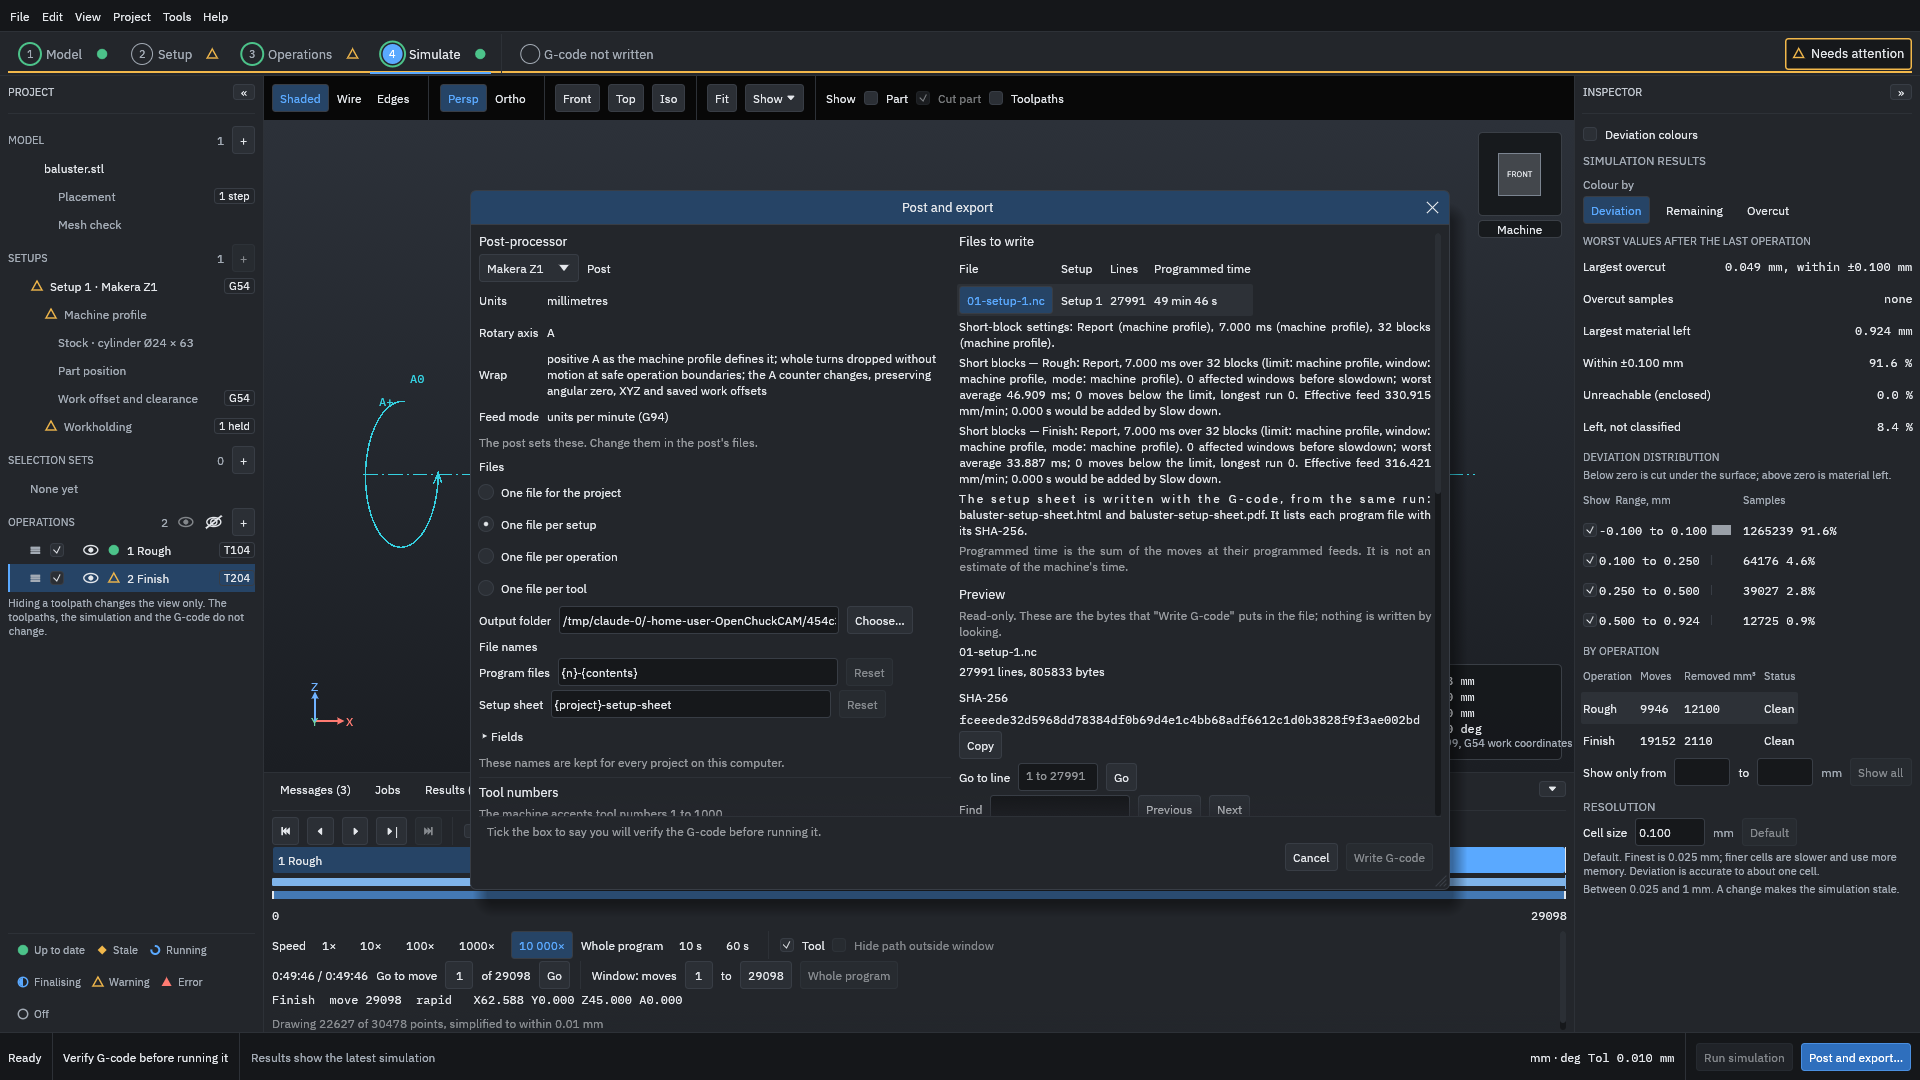 File Edit View Project Tools Help
1 Model 2 Setup 3 Operations 4 Simulate G-code not written Needs attention
PROJECT «
MODEL 1 +
baluster.stl
Placement 1 step
Mesh check
SETUPS 1 +
Setup 1 · Makera Z1 G54
Machine profile
Stock · cylinder Ø24 × 63
Part position
Work offset and clearance G54
Workholding 1 held
SELECTION SETS 0 +
None yet
OPERATIONS 2 +
1 Rough T104
2 Finish T204
Hiding a toolpath changes the view only. The
toolpaths, the simulation and the G-code do not
change.
Up to date Stale Running
Finalising Warning Error
Off
Shaded Wire Edges Persp Ortho Front Top Iso Fit Show Show Part Cut part Toolpaths
A0
A+
Z
Y X
FRONT
Machine
mm
mm
mm
deg
G54 work coordinates
Post and export
Post-processor
Makera Z1 Post
Units millimetres
Rotary axis A
Wrap positive A as the machine profile defines it; whole turns dropped without
motion at safe operation boundaries; the A counter changes, preserving
angular zero, XYZ and saved work offsets
Feed mode units per minute (G94)
The post sets these. Change them in the post's files.
Files
One file for the project
One file per setup
One file per operation
One file per tool
Output folder /tmp/claude-0/-home-user-OpenChuckCAM/454c Choose...
File names
Program files {n}-{contents} Reset
Setup sheet {project}-setup-sheet Reset
Fields
These names are kept for every project on this computer.
Tool numbers
The machine accepts tool numbers 1 to 1000
Files to write
File Setup Lines Programmed time
01-setup-1.nc Setup 1 27991 49 min 46 s
Short-block settings: Report (machine profile), 7.000 ms (machine profile), 32 blocks
(machine profile).
Short blocks — Rough: Report, 7.000 ms over 32 blocks (limit: machine profile, window:
machine profile, mode: machine profile). 0 affected windows before slowdown; worst
average 46.909 ms; 0 moves below the limit, longest run 0. Effective feed 330.915
mm/min; 0.000 s would be added by Slow down.
Short blocks — Finish: Report, 7.000 ms over 32 blocks (limit: machine profile, window:
machine profile, mode: machine profile). 0 affected windows before slowdown; worst
average 33.887 ms; 0 moves below the limit, longest run 0. Effective feed 316.421
mm/min; 0.000 s would be added by Slow down.
The setup sheet is written with the G-code, from the same run:
baluster-setup-sheet.html and baluster-setup-sheet.pdf. It lists each program file with
its SHA-256.
Programmed time is the sum of the moves at their programmed feeds. It is not an
estimate of the machine's time.
Preview
Read-only. These are the bytes that "Write G-code" puts in the file; nothing is written by
looking.
01-setup-1.nc
27991 lines, 805833 bytes
SHA-256
fceeede32d5968dd78384df0b69d4e1c4bb68adf6612c1d0b3828f9f3ae002bd
Copy
Go to line 1 to 27991 Go
Find Previous Next
Tick the box to say you will verify the G-code before running it.
Cancel Write G-code
Messages (3) Jobs Results (
1 Rough
0 29098
Speed 1× 10× 100× 1000× 10 000× Whole program 10 s 60 s Tool Hide path outside window
0:49:46 / 0:49:46 Go to move 1 of 29098 Go Window: moves 1 to 29098 Whole program
Finish move 29098 rapid X62.588 Y0.000 Z45.000 A0.000
Drawing 22627 of 30478 points, simplified to within 0.01 mm
INSPECTOR »
Deviation colours
SIMULATION RESULTS
Colour by
Deviation Remaining Overcut
WORST VALUES AFTER THE LAST OPERATION
Largest overcut 0.049 mm, within ±0.100 mm
Overcut samples none
Largest material left 0.924 mm
Within ±0.100 mm 91.6 %
Unreachable (enclosed) 0.0 %
Left, not classified 8.4 %
DEVIATION DISTRIBUTION
Below zero is cut under the surface; above zero is material left.
Show Range, mm Samples
-0.100 to 0.100 1265239 91.6%
0.100 to 0.250 64176 4.6%
0.250 to 0.500 39027 2.8%
0.500 to 0.924 12725 0.9%
BY OPERATION
Operation Moves Removed mm³ Status
Rough 9946 12100 Clean
Finish 19152 2110 Clean
Show only from to mm Show all
RESOLUTION
Cell size 0.100 mm Default
Default. Finest is 0.025 mm; finer cells are slower and use more
memory. Deviation is accurate to about one cell.
Between 0.025 and 1 mm. A change makes the simulation stale.
Ready Verify G-code before running it Results show the latest simulation mm · deg Tol 0.010 mm Run simulation Post and export...